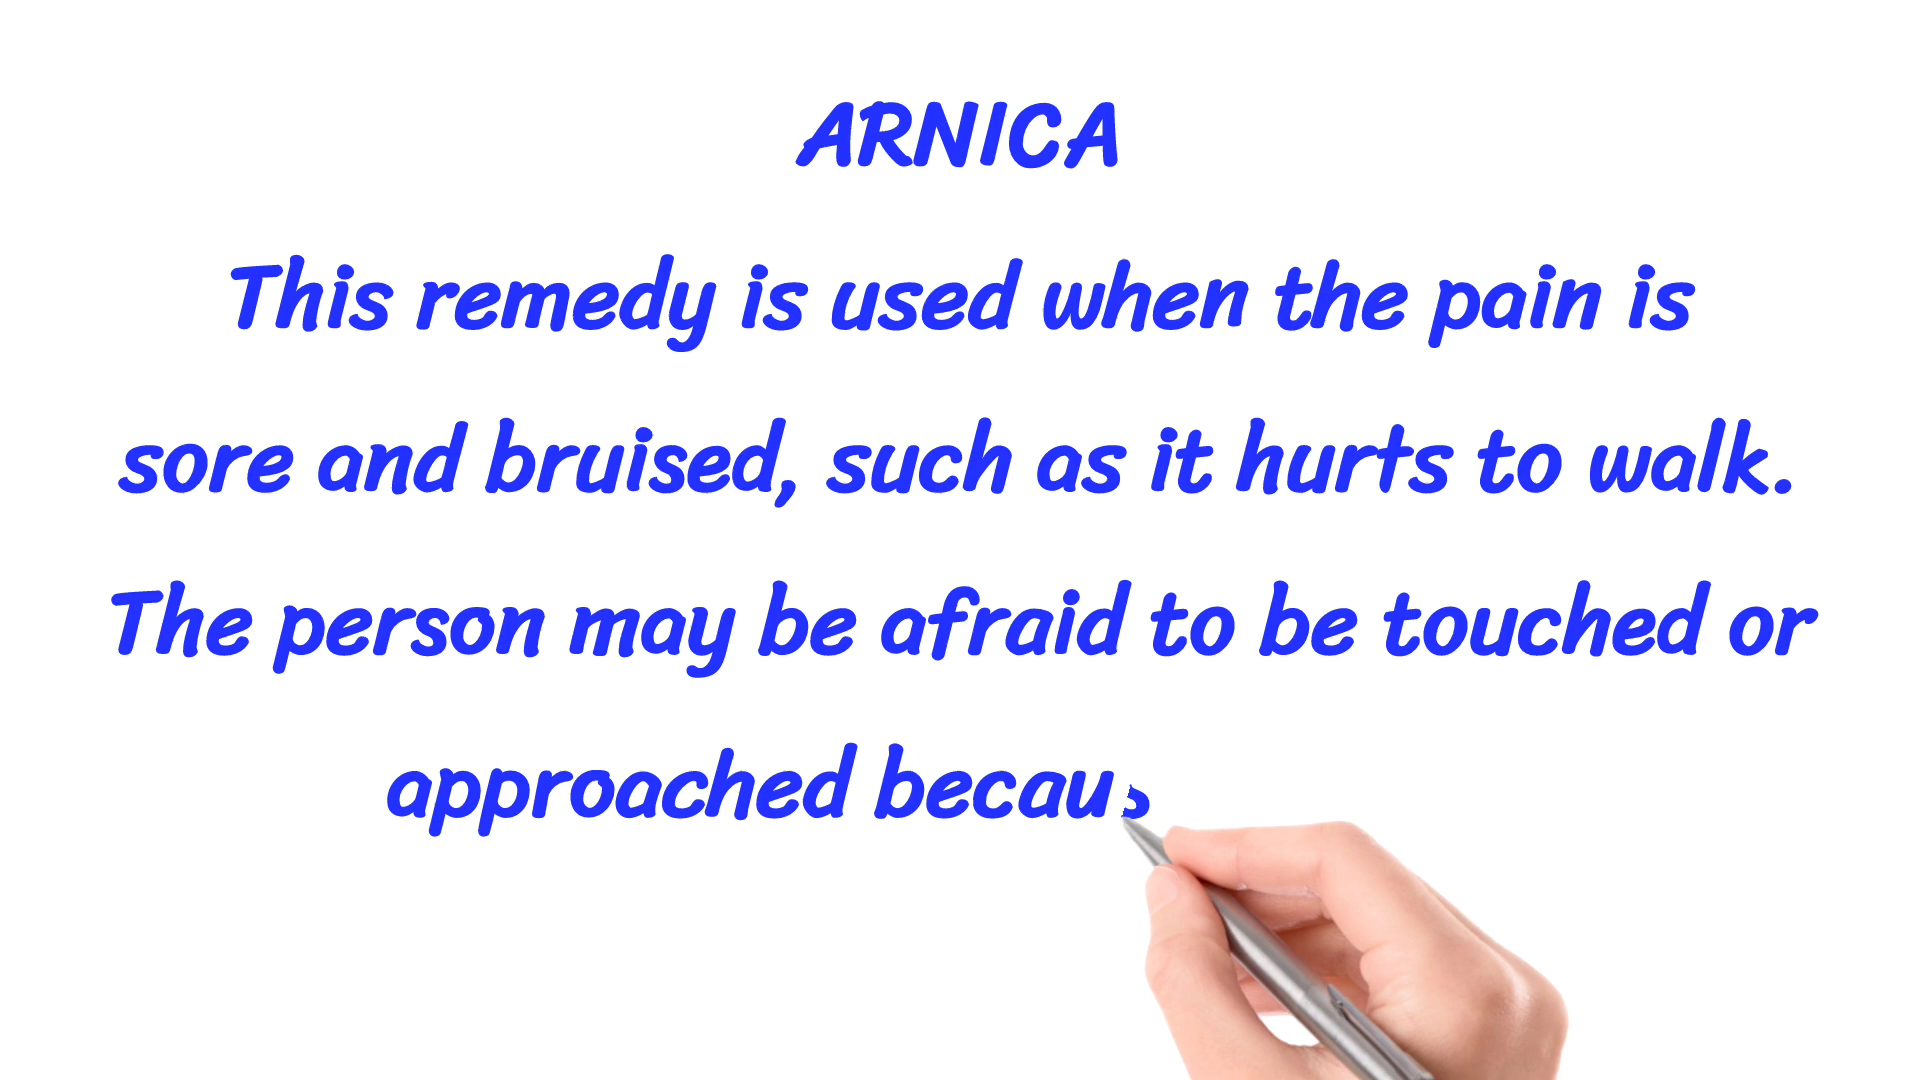 ARNICA
This remedy is used when the pain is
sore and bruised, such as it hurts to walk.
The person may be afraid to be touched or
approached becaus